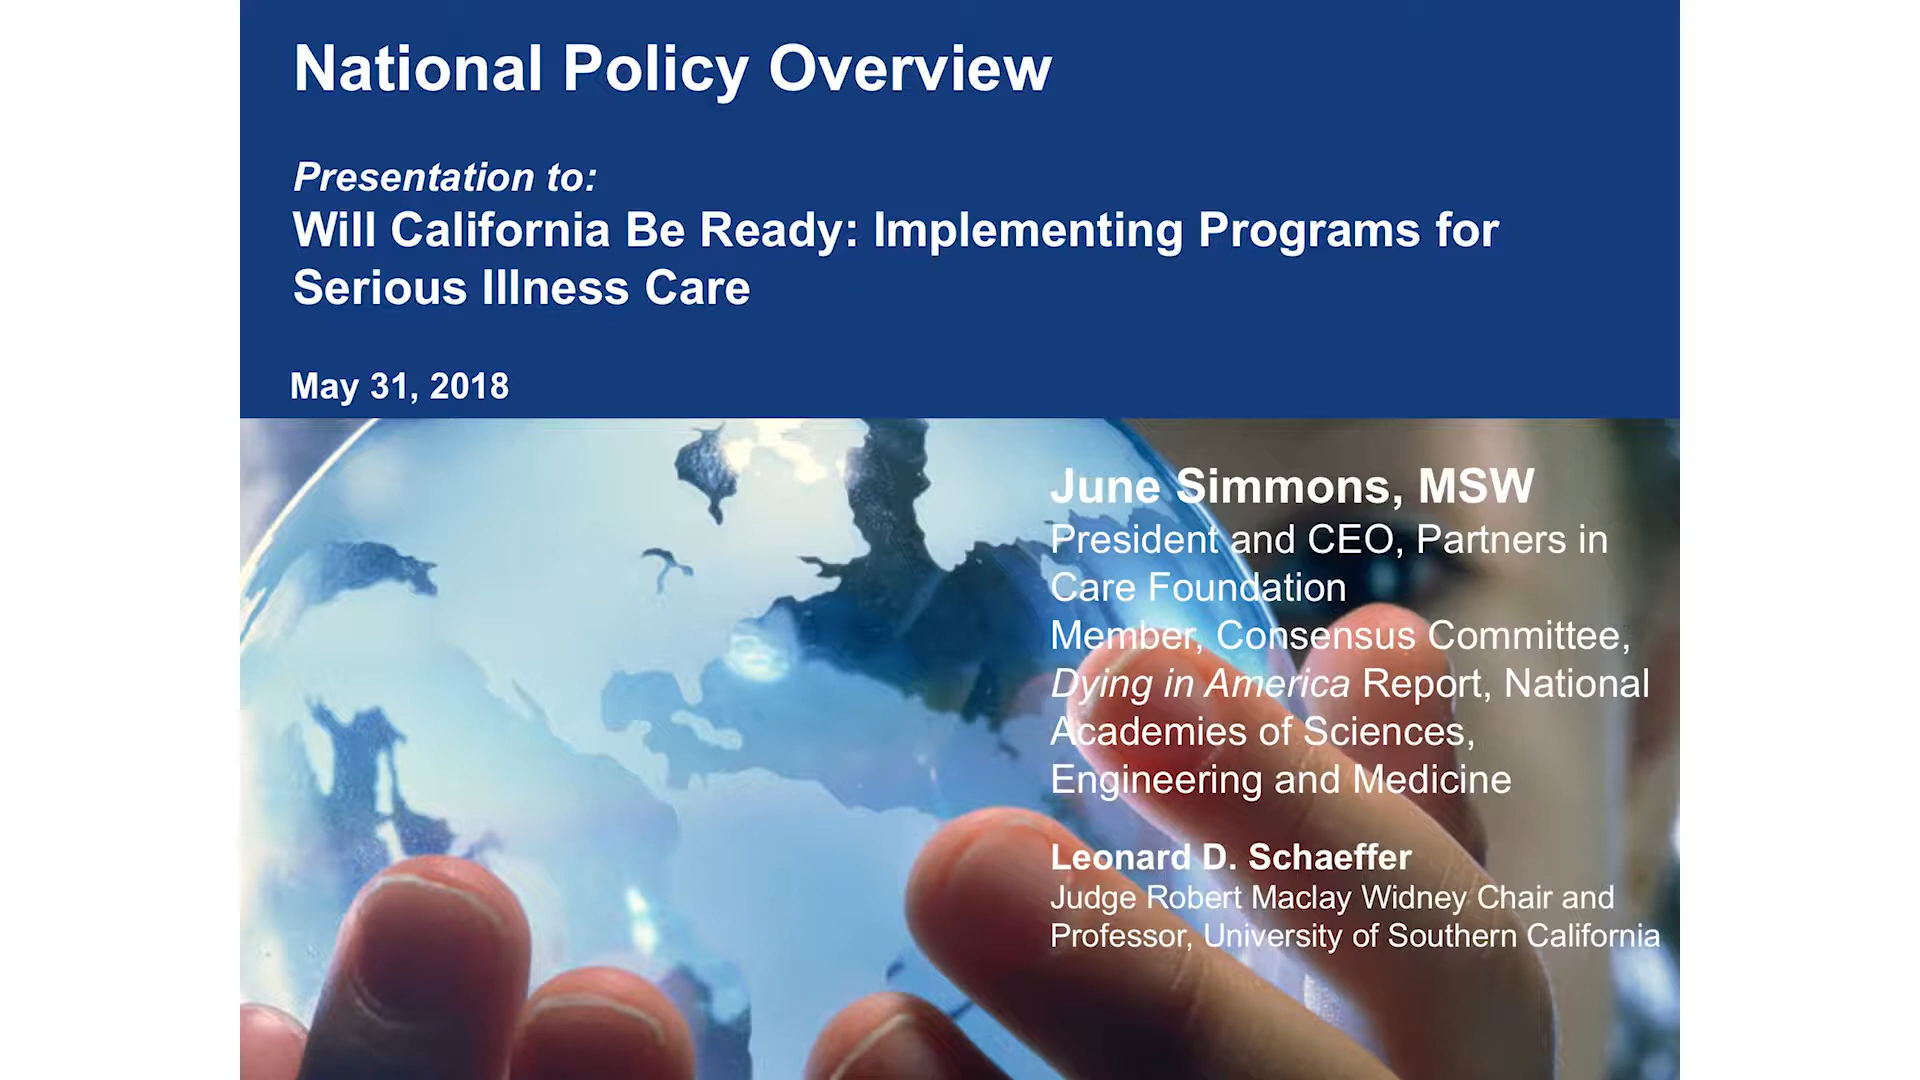 National Policy Overview
Presentation to:
Will California Be Ready: Implementing Programs for
Serious Illness Care
May 31, 2018
June Simmons, MSW
President and CEO, Partners in
Care Foundation
Member, Consensus Committee,
Dying in America Report, National
Academies of Sciences,
Engineering and Medicine
Leonard D. Schaeffer
Judge Robert Maclay Widney Chair and
Professor, University of Southern California